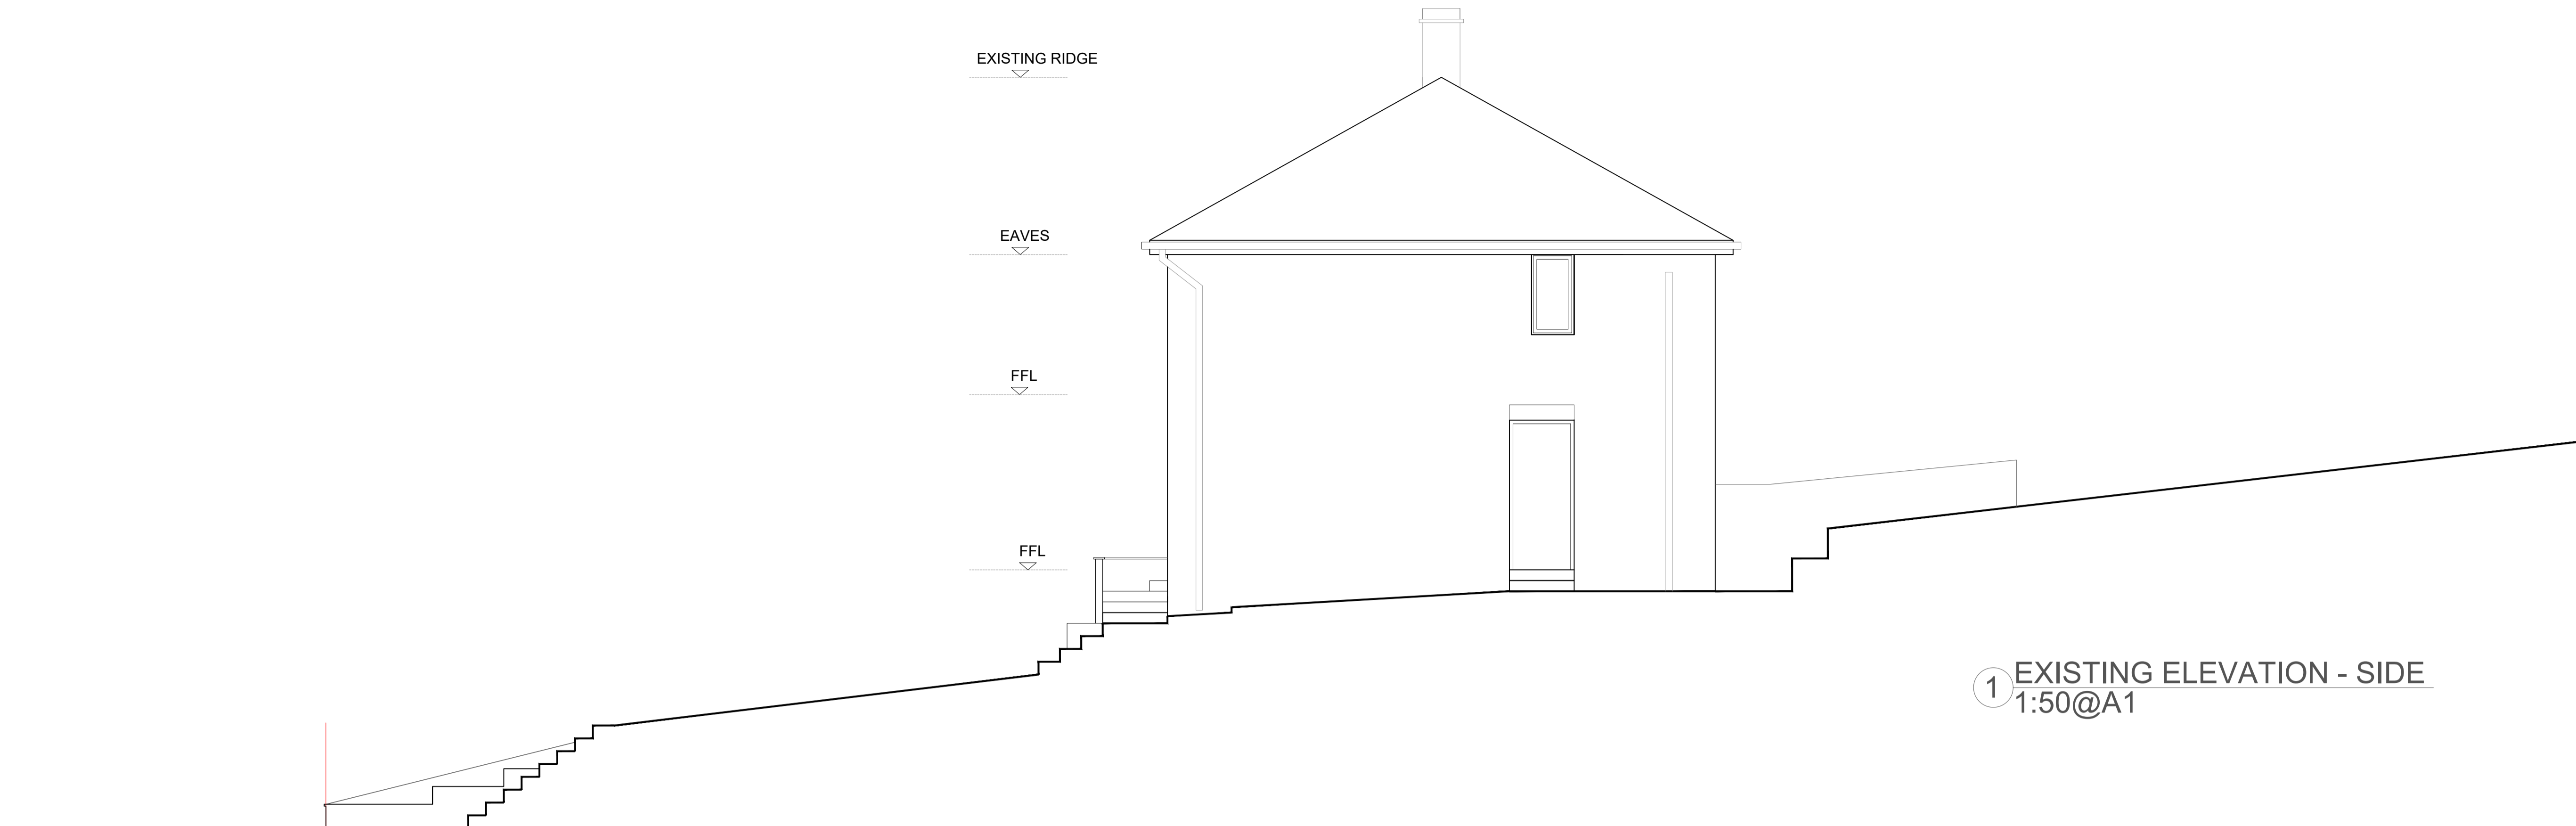 EXISTING RIDGE
EAVES
FFL
FFL
1 EXISTING ELEVATION - SIDE
1:50@A1